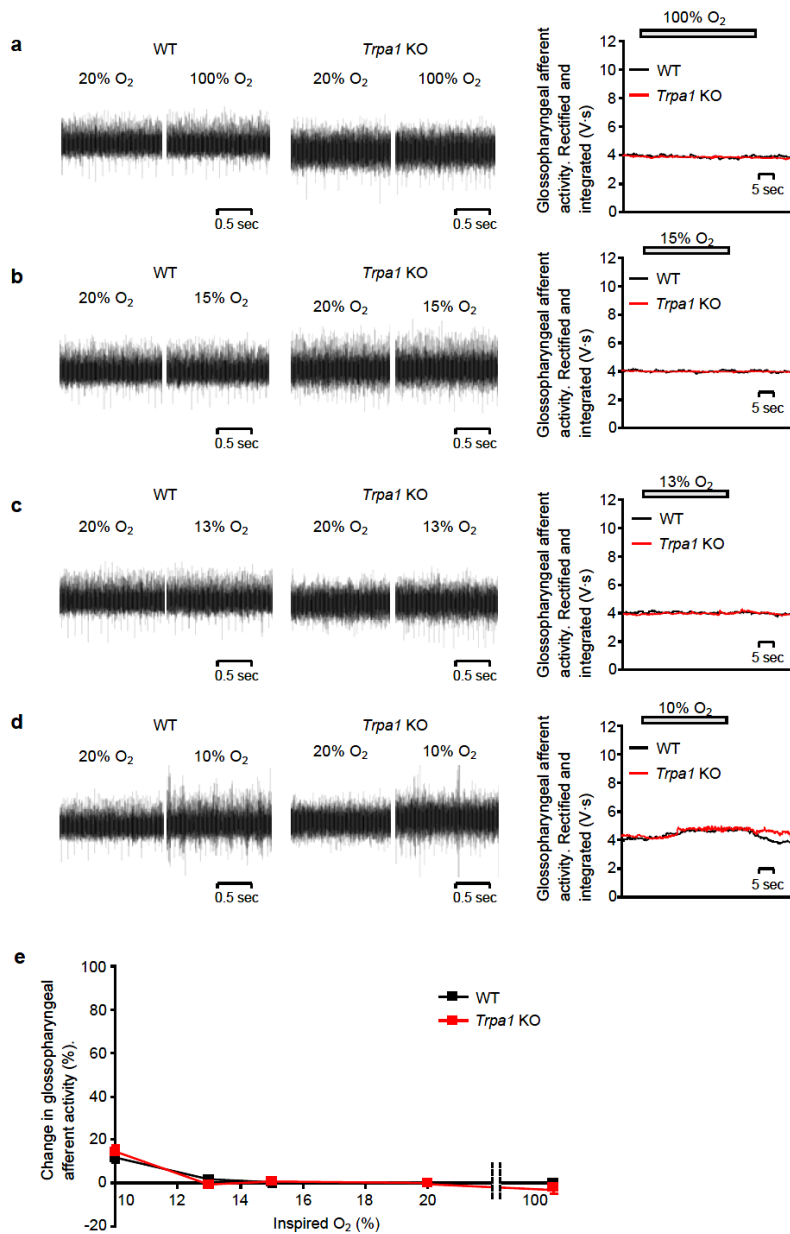 a
WT
Trpa1 KO
20% O2
100% O2
20% O2
100% O2
0.5 sec
0.5 sec
100% O2
Glossopharyngeal afferent
activity. Rectified and
integrated (V·s)
12
10
8
6
4
2
0
WT
Trpa1 KO
5 sec
b
WT
Trpa1 KO
20% O2
15% O2
20% O2
15% O2
0.5 sec
0.5 sec
15% O2
Glossopharyngeal afferent
activity. Rectified and
integrated (V·s)
12
10
8
6
4
2
0
WT
Trpa1 KO
5 sec
c
WT
Trpa1 KO
20% O2
13% O2
20% O2
13% O2
0.5 sec
0.5 sec
13% O2
Glossopharyngeal afferent
activity. Rectified and
integrated (V·s)
12
10
8
6
4
2
0
WT
Trpa1 KO
5 sec
d
WT
Trpa1 KO
20% O2
10% O2
20% O2
10% O2
0.5 sec
0.5 sec
10% O2
Glossopharyngeal afferent
activity. Rectified and
integrated (V·s)
12
10
8
6
4
2
0
WT
Trpa1 KO
5 sec
e
Change in glossopharyngeal
afferent activity (%).
100
80
60
40
20
0
-20
WT
Trpa1 KO
10 12 14 16 18 20 100
Inspired O2 (%)